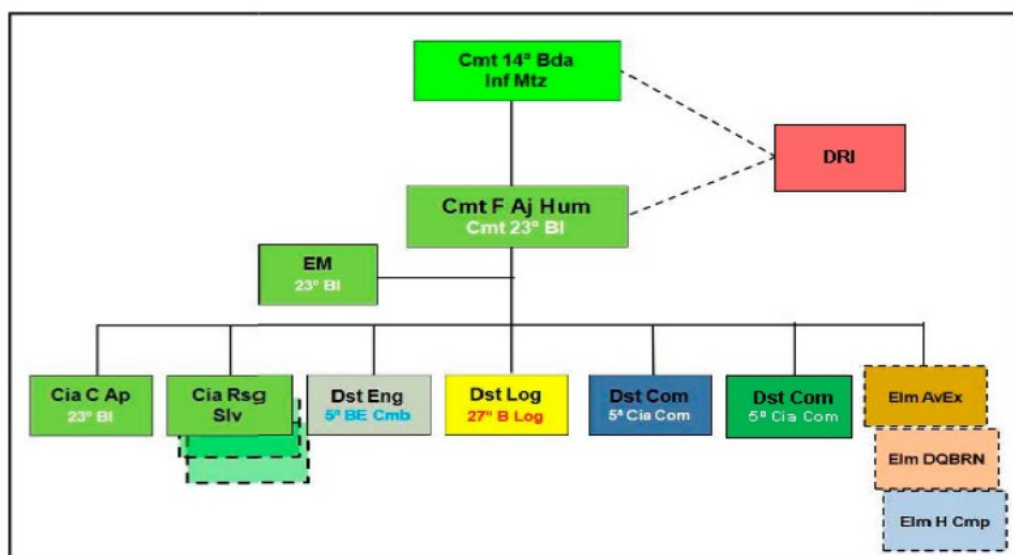 Cmt 14ª Bda
Inf Mtz
DRI
Cmt F Aj Hum
Cmt 23º BI
EM
23º BI
Cia C Ap
23º BI
Cia Rsg
Slv
Dst Eng
5º BE Cmb
Dst Log
27º B Log
Dst Com
5ª Cia Com
Dst Com
5ª Cia Com
Elm AvEx
Elm DQBRN
Elm H Cmp